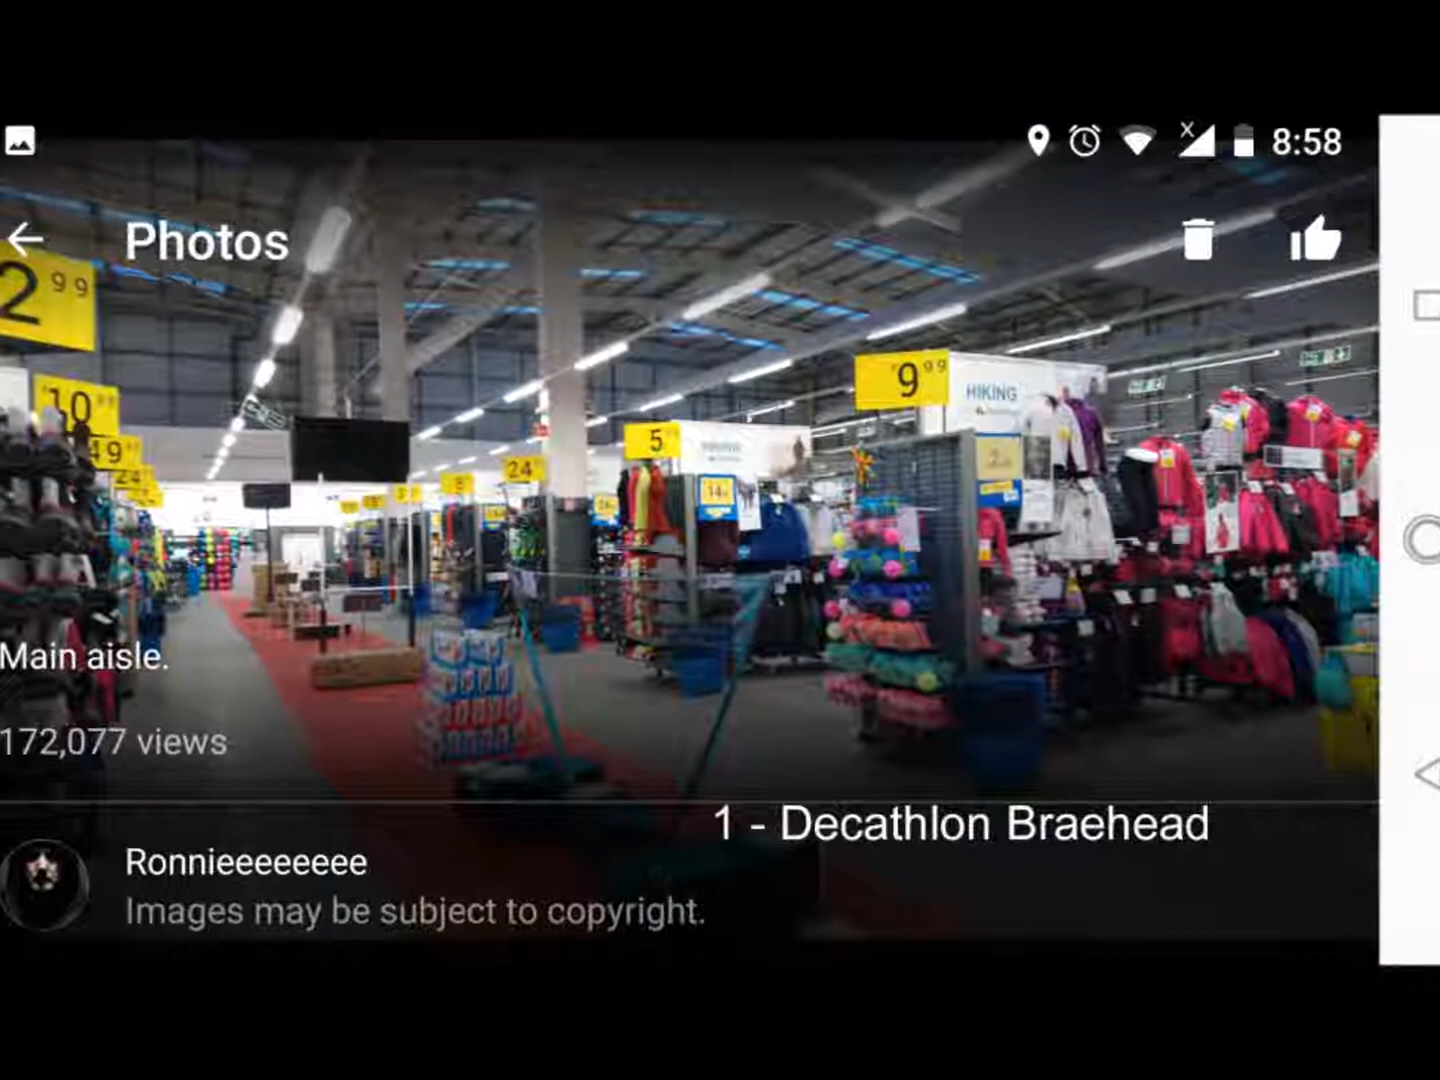 8:58
Photos
2 99
10
49
24
9 99
HIKING
5
24
14
Main aisle.
172,077 views
1 - Decathlon Braehead
Ronnieeeeeeee
Images may be subject to copyright.